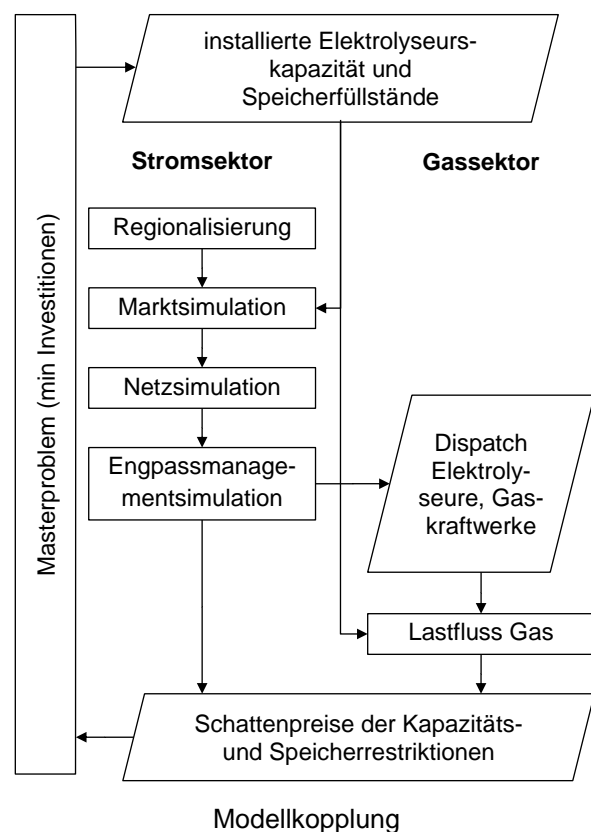 installierte Elektrolyseurs-
kapazität und
Speicherfüllstände
Stromsektor
Gassektor
Masterproblem (min Investitionen)
Regionalisierung
Marktsimulation
Netzsimulation
Engpassmanage-
mentsimulation
Dispatch
Elektroly-
seure, Gas-
kraftwerke
Lastfluss Gas
Schattenpreise der Kapazitäts-
und Speicherrestriktionen
Modellkopplung